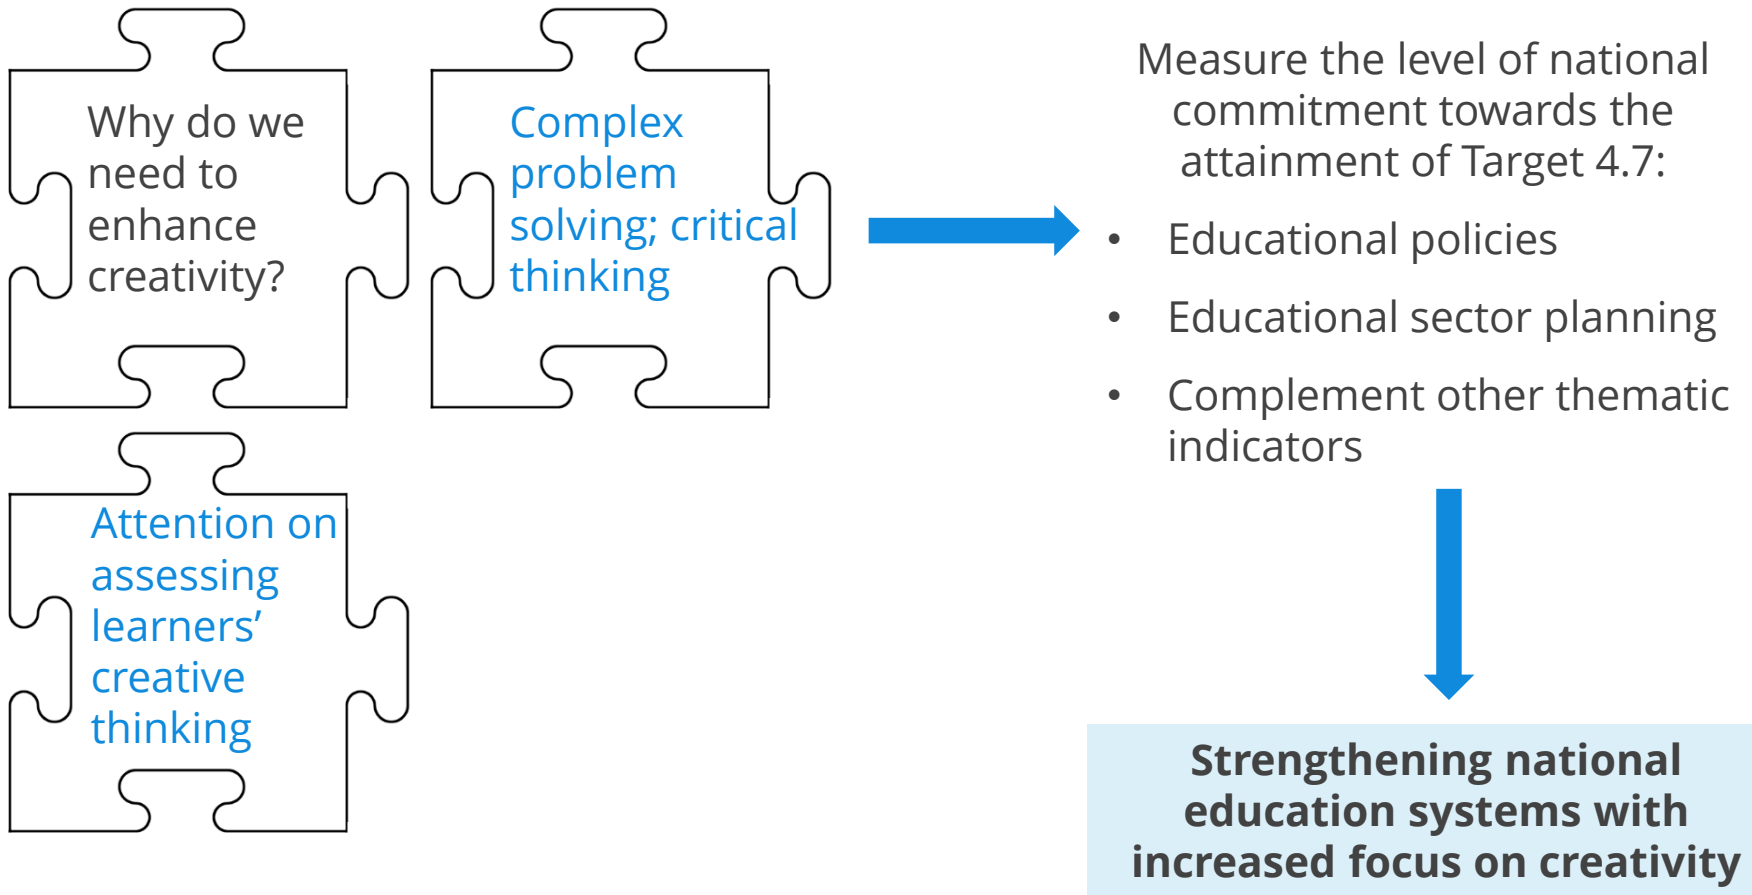 Why do we
need to
enhance
creativity?
Complex
problem
solving; critical
thinking
Attention on
assessing
learners’
creative
thinking
Measure the level of national
commitment towards the
attainment of Target 4.7:
• Educational policies
• Educational sector planning
• Complement other thematic
indicators
Strengthening national
education systems with
increased focus on creativity